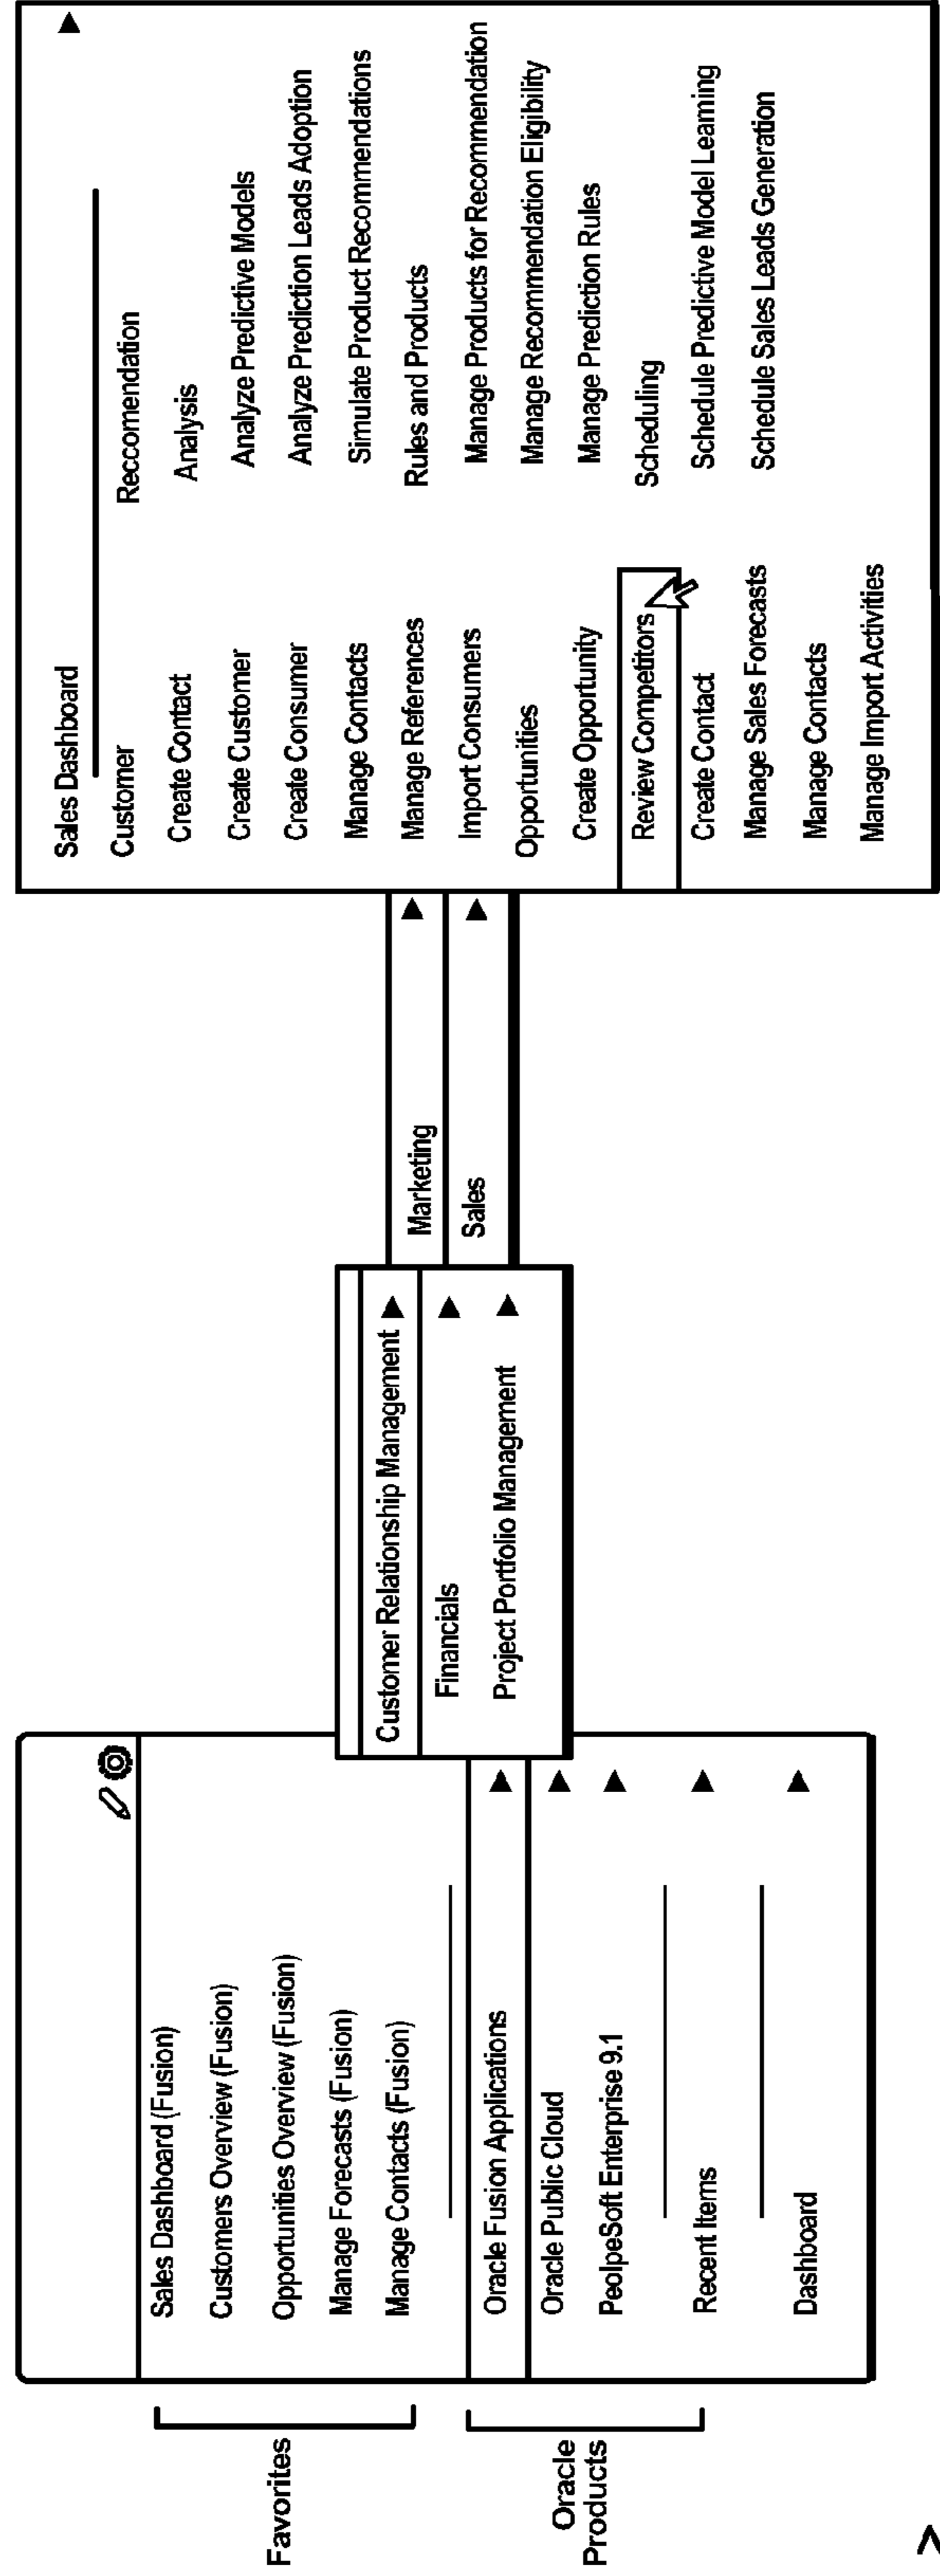 Favorites
Oracle
Products
Sales Dashboard (Fusion)
Customers Overview (Fusion)
Opportunities Overview (Fusion)
Manage Forecasts (Fusion)
Manage Contacts (Fusion)
Oracle Fusion Applications
Oracle Public Cloud
PeolpeSoft Enterprise 9.1
Recent Items
Dashboard
Customer Relationship Management
Financials
Project Portfolio Management
Marketing
Sales
Sales Dashboard
Customer
Create Contact
Create Customer
Create Consumer
Manage Contacts
Manage References
Import Consumers
Opportunities
Create Opportunity
Review Competitors
Create Contact
Manage Sales Forecasts
Manage Contacts
Manage Import Activities
Reccomendation
Analysis
Analyze Predictive Models
Analyze Prediction Leads Adoption
Simulate Product Recommendations
Rules and Products
Manage Products for Recommendation
Manage Recommendation Eligibility
Manage Prediction Rules
Scheduling
Schedule Predictive Model Learning
Schedule Sales Leads Generation